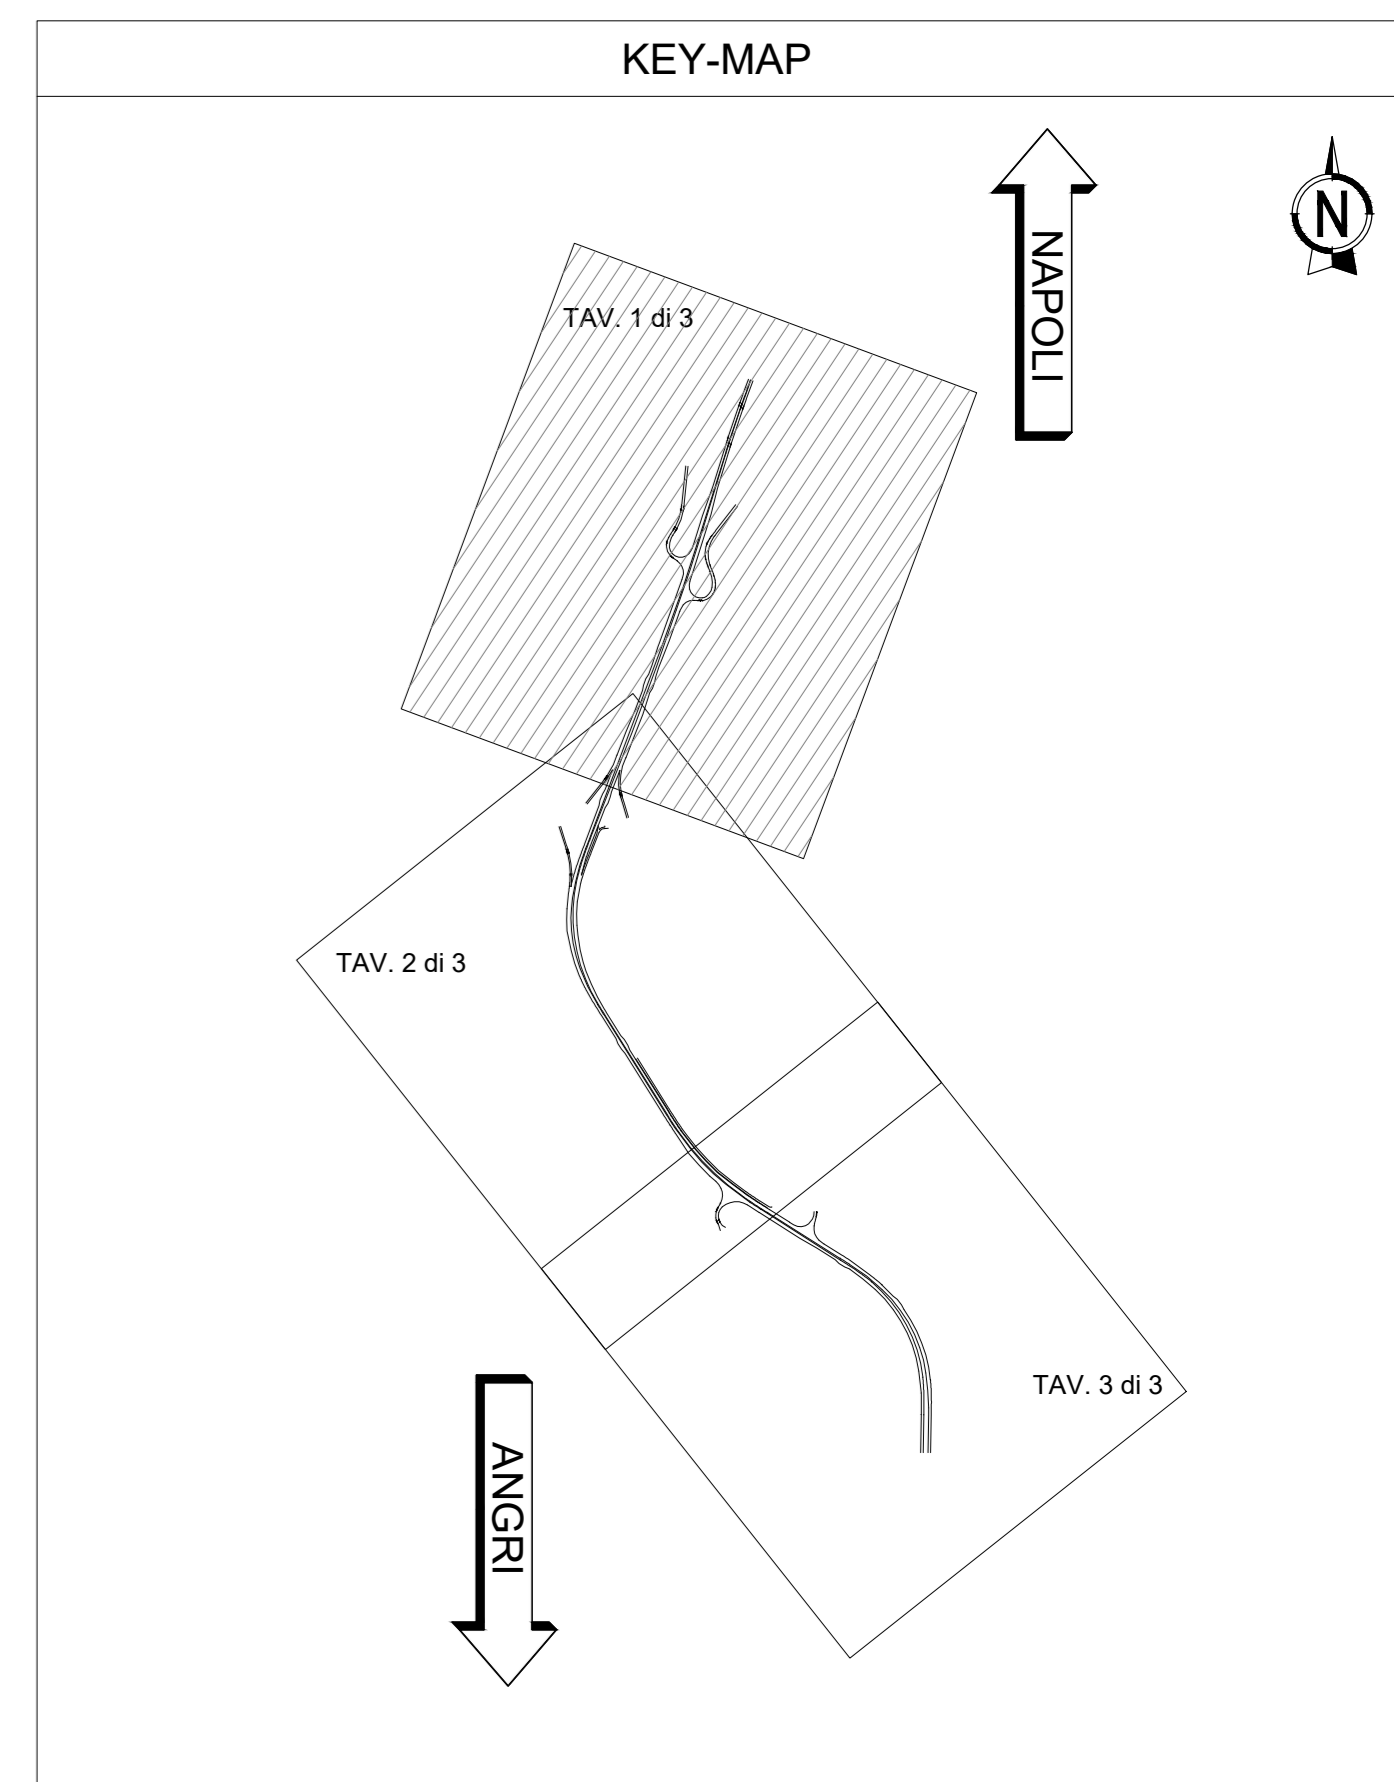 KEY-MAP
N
NAPOLI
TAV. 1 di 3
TAV. 2 di 3
TAV. 3 di 3
ANGRI